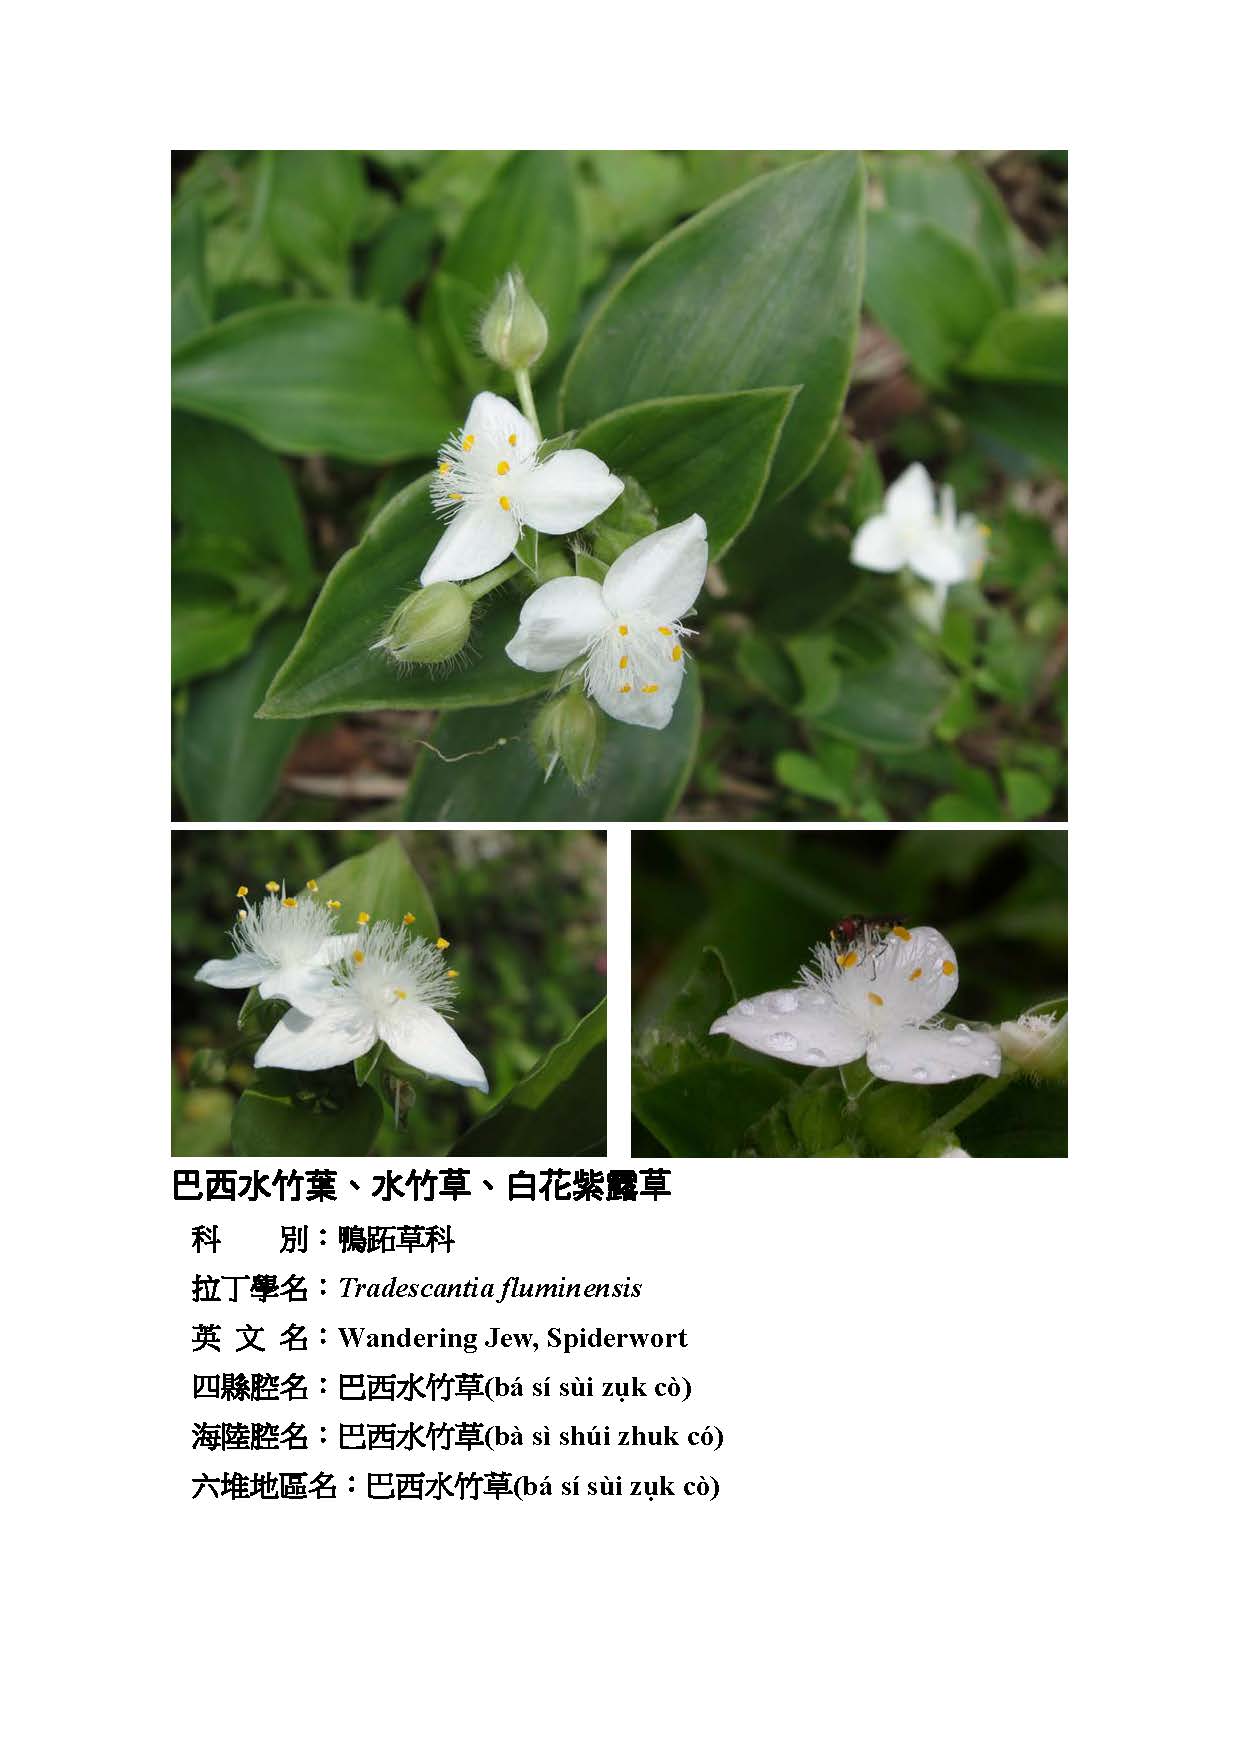 巴西水竹葉、水竹草、白花紫露草
科　　別：鴨跖草科
拉丁學名：Tradescantia fluminensis
英 文 名：Wandering Jew, Spiderwort
四縣腔名：巴西水竹草(bá sí sùi zụk cò)
海陸腔名：巴西水竹草(bà sì shúi zhuk có)
六堆地區名：巴西水竹草(bá sí sùi zụk cò)